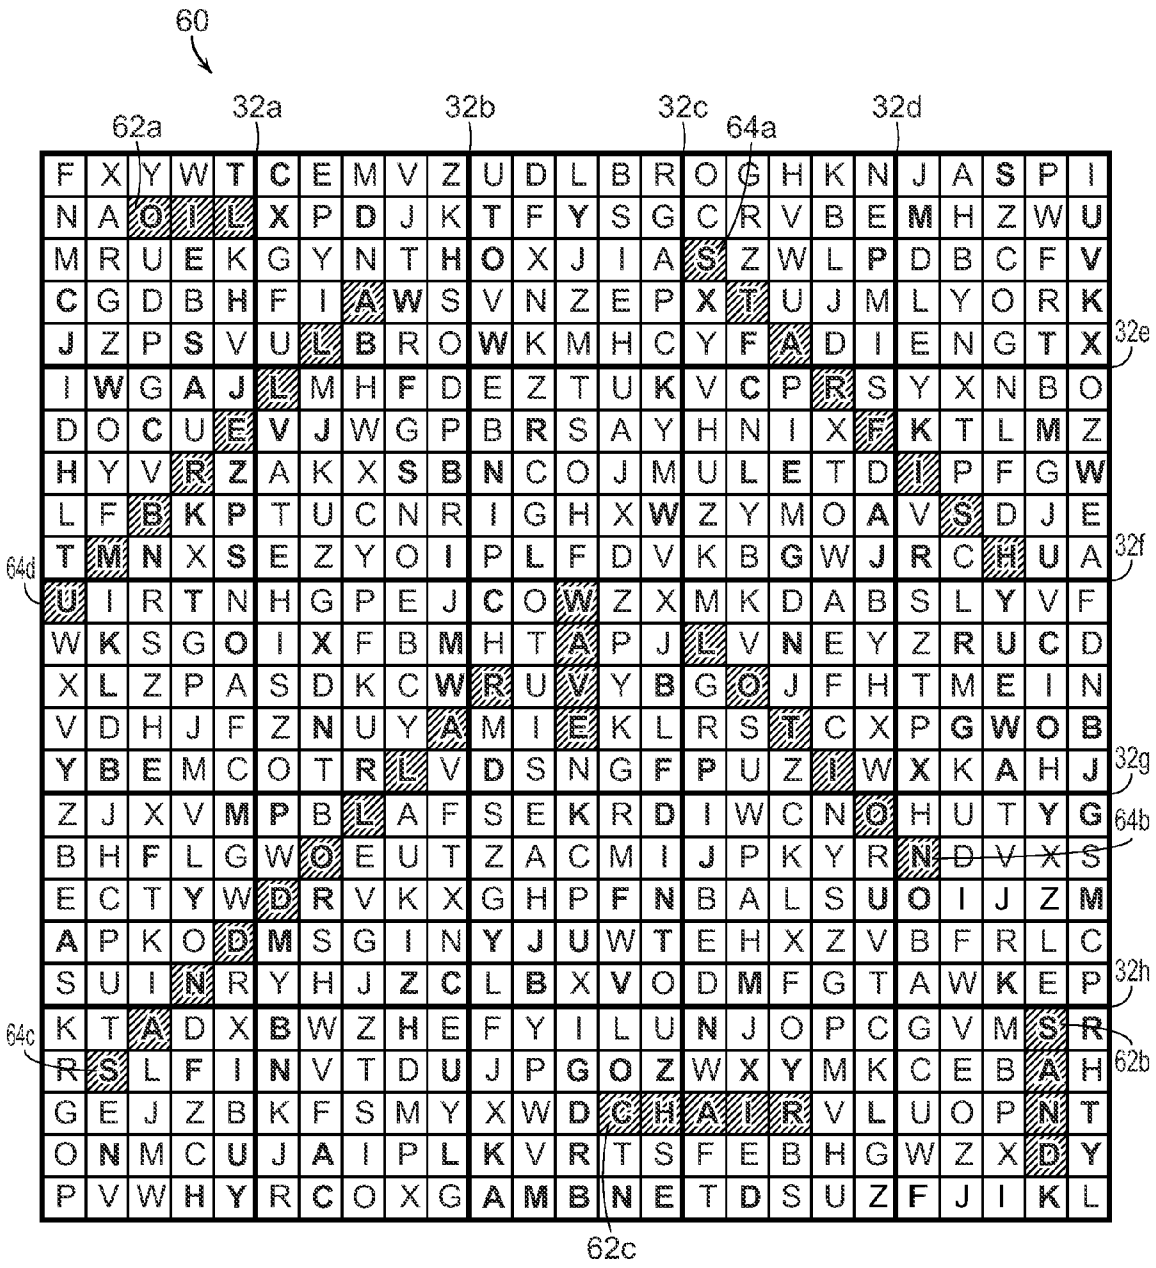 60
32a 32b 32c 32d
62a 64a
F X Y W T C E M V Z U D L B R O G H K N J A S P I
N A O I L X P D J K T F Y S G C R V B E M H Z W U
M R U E K G Y N T H O X J I A S Z W L P D B C F V
C G D B H F I A W S V N Z E P X T U J M L Y O R K
J Z P S V U L B R O W K M H C Y F A D I E N G T X 32e
I W G A J L M H F D E Z T U K V C P R S Y X N B O
D O C U E V J W G P B R S A Y H N I X F K T L M Z
H Y V R Z A K X S B N C O J M U L E T D I P F G W
L F B K P T U C N R I G H X W Z Y M O A V S D J E
T M N X S E Z Y O I P L F D V K B G W J R C H U A 32f
64d U I R T N H G P E J C O W Z X M K D A B S L Y V F
W K S G O I X F B M H T A P J L V N E Y Z R U C D
X L Z P A S D K C W R U V Y B G O J F H T M E I N
V D H J F Z N U Y A M I E K L R S T C X P G W O B
Y B E M C O T R L V D S N G F P U Z I W X K A H J 32g
Z J X V M P B L A F S E K R D I W C N O H U T Y G
B H F L G W O E U T Z A C M I J P K Y R N D V X S 64b
E C T Y W D R V K X G H P F N B A L S U O I J Z M
A P K O D M S G I N Y J U W T E H X Z V B F R L C
S U I N R Y H J Z C L B X V O D M F G T A W K E P 32h
64c K T A D X B W Z H E F Y I L U N J O P C G V M S R
R S L F I N V T D U J P G O Z W X Y M K C E B A H 62b
G E J Z B K F S M Y X W D C H A I R V L U O P N T
O N M C U J A I P L K V R T S F E B H G W Z X D Y
P V W H Y R C O X G A M B N E T D S U Z F J I K L
62c